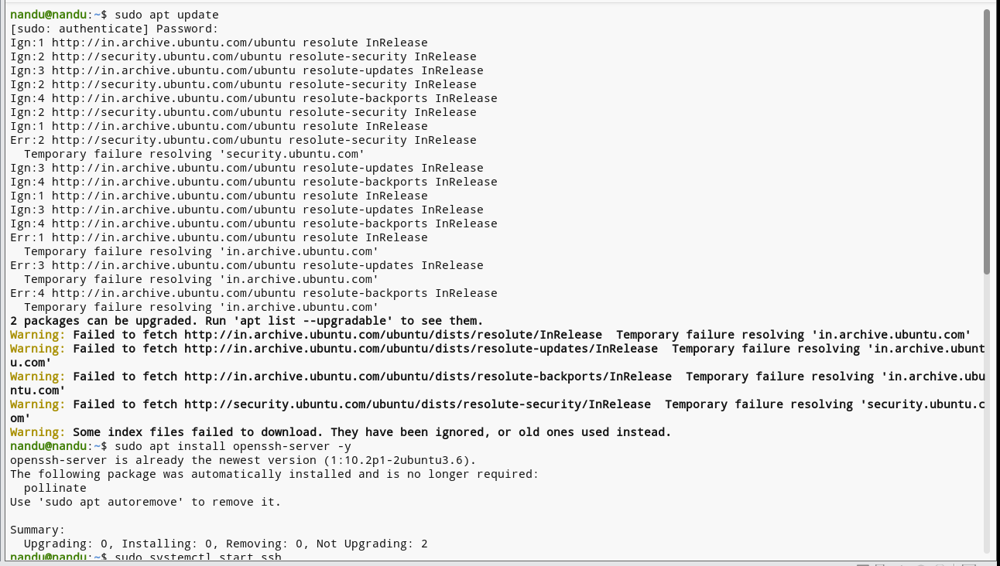 nandu@nandu:~$ sudo apt update
[sudo: authenticate] Password:
Ign:1 http://in.archive.ubuntu.com/ubuntu resolute InRelease
Ign:2 http://security.ubuntu.com/ubuntu resolute-security InRelease
Ign:3 http://in.archive.ubuntu.com/ubuntu resolute-updates InRelease
Ign:2 http://security.ubuntu.com/ubuntu resolute-security InRelease
Ign:4 http://in.archive.ubuntu.com/ubuntu resolute-backports InRelease
Ign:2 http://security.ubuntu.com/ubuntu resolute-security InRelease
Ign:1 http://in.archive.ubuntu.com/ubuntu resolute InRelease
Err:2 http://security.ubuntu.com/ubuntu resolute-security InRelease
  Temporary failure resolving 'security.ubuntu.com'
Ign:3 http://in.archive.ubuntu.com/ubuntu resolute-updates InRelease
Ign:4 http://in.archive.ubuntu.com/ubuntu resolute-backports InRelease
Ign:1 http://in.archive.ubuntu.com/ubuntu resolute InRelease
Ign:3 http://in.archive.ubuntu.com/ubuntu resolute-updates InRelease
Ign:4 http://in.archive.ubuntu.com/ubuntu resolute-backports InRelease
Err:1 http://in.archive.ubuntu.com/ubuntu resolute InRelease
  Temporary failure resolving 'in.archive.ubuntu.com'
Err:3 http://in.archive.ubuntu.com/ubuntu resolute-updates InRelease
  Temporary failure resolving 'in.archive.ubuntu.com'
Err:4 http://in.archive.ubuntu.com/ubuntu resolute-backports InRelease
  Temporary failure resolving 'in.archive.ubuntu.com'
2 packages can be upgraded. Run 'apt list --upgradable' to see them.
Warning: Failed to fetch http://in.archive.ubuntu.com/ubuntu/dists/resolute/InRelease  Temporary failure resolving 'in.archive.ubuntu.com'
Warning: Failed to fetch http://in.archive.ubuntu.com/ubuntu/dists/resolute-updates/InRelease  Temporary failure resolving 'in.archive.ubunt
u.com'
Warning: Failed to fetch http://in.archive.ubuntu.com/ubuntu/dists/resolute-backports/InRelease  Temporary failure resolving 'in.archive.ubu
ntu.com'
Warning: Failed to fetch http://security.ubuntu.com/ubuntu/dists/resolute-security/InRelease  Temporary failure resolving 'security.ubuntu.c
om'
Warning: Some index files failed to download. They have been ignored, or old ones used instead.
nandu@nandu:~$ sudo apt install openssh-server -y
openssh-server is already the newest version (1:10.2p1-2ubuntu3.6).
The following package was automatically installed and is no longer required:
  pollinate
Use 'sudo apt autoremove' to remove it.

Summary:
  Upgrading: 0, Installing: 0, Removing: 0, Not Upgrading: 2
nandu@nandu:~$ sudo systemctl start ssh